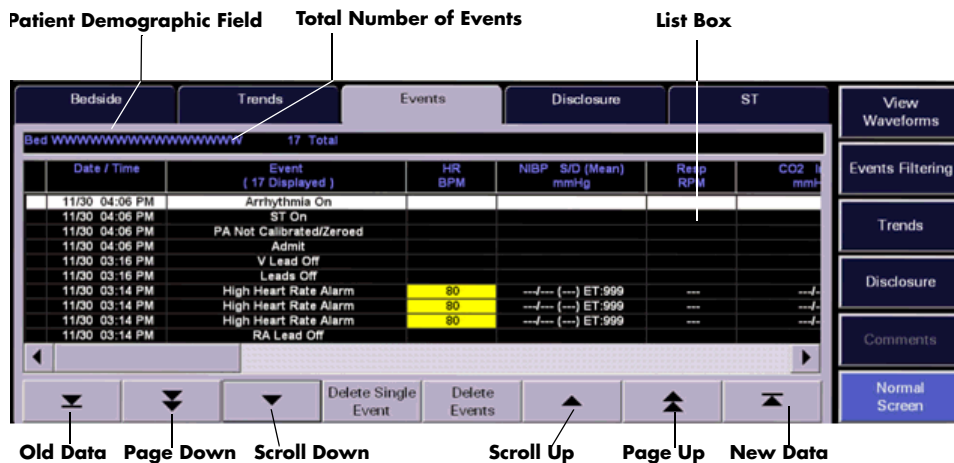 Patient Demographic Field Total Number of Events List Box
Bedside Trends Events Disclosure ST
View Waveforms
Bed WWWWWWWWWWWWWWW 17 Total
Date / Time Event ( 17 Displayed ) HR BPM NIBP S/D (Mean) mmHg Resp RPM CO2
Events Filtering
11/30 04:06 PM Arrhythmia On
11/30 04:06 PM ST On
Trends
11/30 04:06 PM PA Not Calibrated/Zeroed
11/30 04:06 PM Admit
11/30 03:16 PM V Lead Off
11/30 03:16 PM Leads Off
Disclosure
11/30 03:14 PM High Heart Rate Alarm 80 ---/--- (---) ET:999 --- ---/-
11/30 03:14 PM High Heart Rate Alarm 80 ---/--- (---) ET:999 --- ---/-
11/30 03:14 PM High Heart Rate Alarm 80 ---/--- (---) ET:999 --- ---/-
11/30 03:14 PM RA Lead Off
Comments
Delete Single Event Delete Events
Normal Screen
Old Data Page Down Scroll Down Scroll Up Page Up New Data